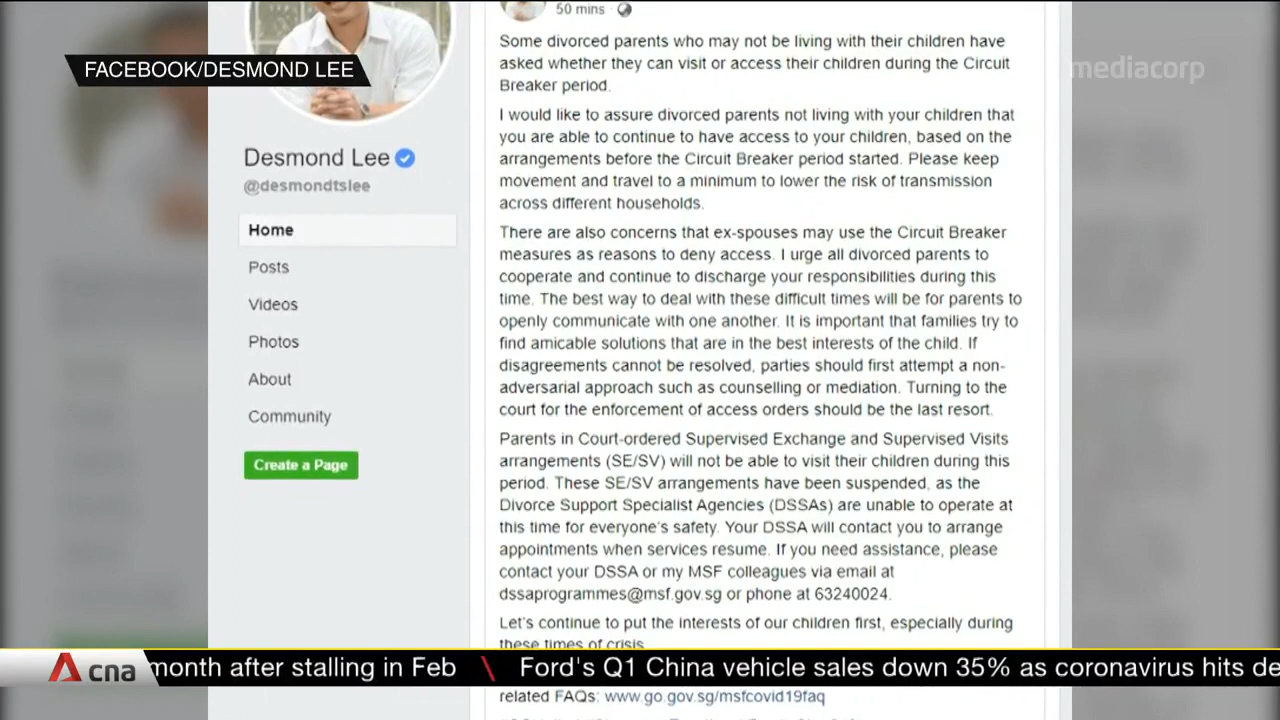 50 mins
FACEBOOK/DESMOND LEE
mediacorp
Desmond Lee
@desmondtslee
Home
Posts
Videos
Photos
About
Community
Create a Page
Some divorced parents who may not be living with their children have
asked whether they can visit or access their children during the Circuit
Breaker period.
I would like to assure divorced parents not living with your children that
you are able to continue to have access to your children, based on the
arrangements before the Circuit Breaker period started. Please keep
movement and travel to a minimum to lower the risk of transmission
across different households.
There are also concerns that ex-spouses may use the Circuit Breaker
measures as reasons to deny access. I urge all divorced parents to
cooperate and continue to discharge your responsibilities during this
time. The best way to deal with these difficult times will be for parents to
openly communicate with one another. It is important that families try to
find amicable solutions that are in the best interests of the child. If
disagreements cannot be resolved, parties should first attempt a non-
adversarial approach such as counselling or mediation. Turning to the
court for the enforcement of access orders should be the last resort.
Parents in Court-ordered Supervised Exchange and Supervised Visits
arrangements (SE/SV) will not be able to visit their children during this
period. These SE/SV arrangements have been suspended, as the
Divorce Support Specialist Agencies (DSSAs) are unable to operate at
this time for everyone's safety. Your DSSA will contact you to arrange
appointments when services resume. If you need assistance, please
contact your DSSA or my MSF colleagues via email at
dssaprogrammes@msf.gov.sg or phone at 63240024.
Let's continue to put the interests of our children first, especially during
these times of crisis
cna month after stalling in Feb \ Ford's Q1 China vehicle sales down 35% as coronavirus hits de
related FAQs: www.go.gov.sg/msfcovid19faq